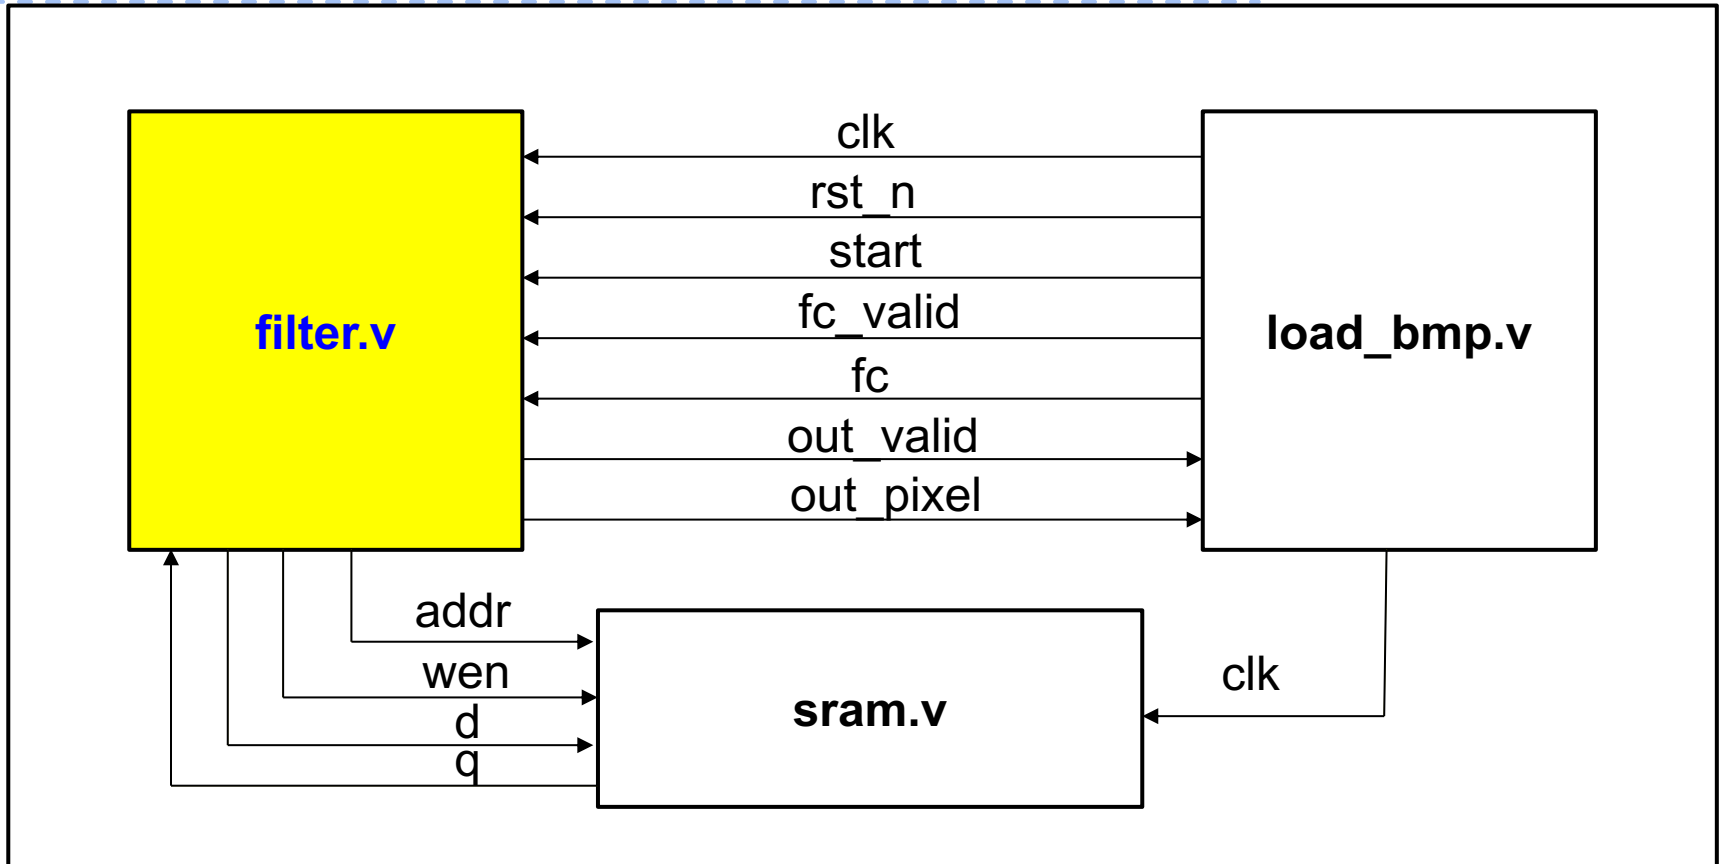 clk
rst_n
start
filter.v
fc_valid
load_bmp.v
fc
out_valid
out_pixel
addr
wen
clk
sram.v
d
q